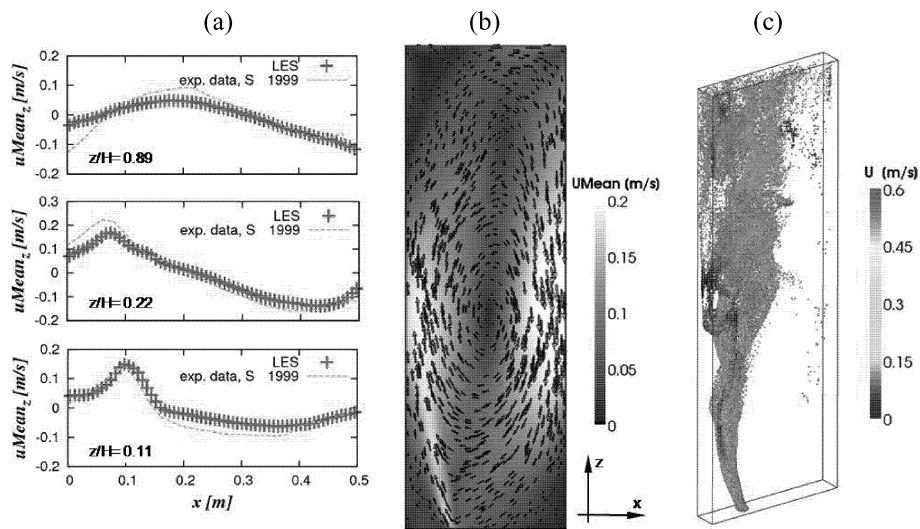 (a) (b) (c)
uMean_z [m/s]
0.2
0.1
0
-0.1
-0.2
LES
exp. data, S 1999
z/H= 0.89
uMean_z [m/s]
0.3
0.2
0.1
0
-0.1
-0.2
LES
exp. data, S 1999
z/H=0.22
uMean_z [m/s]
0.2
0.1
0
-0.1
-0.2
LES
exp. data, S 1999
z/H=0.11
0 0.1 0.2 0.3 0.4 0.5
x [m]
UMean (m/s)
0.2
0.15
0.1
0.05
0
z
x
U (m/s)
0.6
0.45
0.3
0.15
0